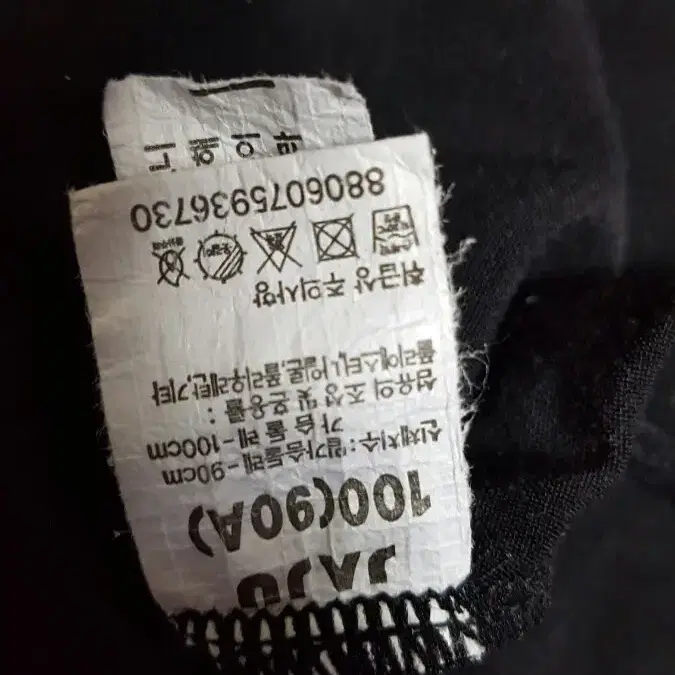 JAJU
100(90A)
신체치수:밑가슴둘레-90cm
가슴둘레-100cm
섬유의 조성 및 혼용률 :
폴리에스터,나일론,폴리우레탄,기타
취급상 주의사항
8806075936730